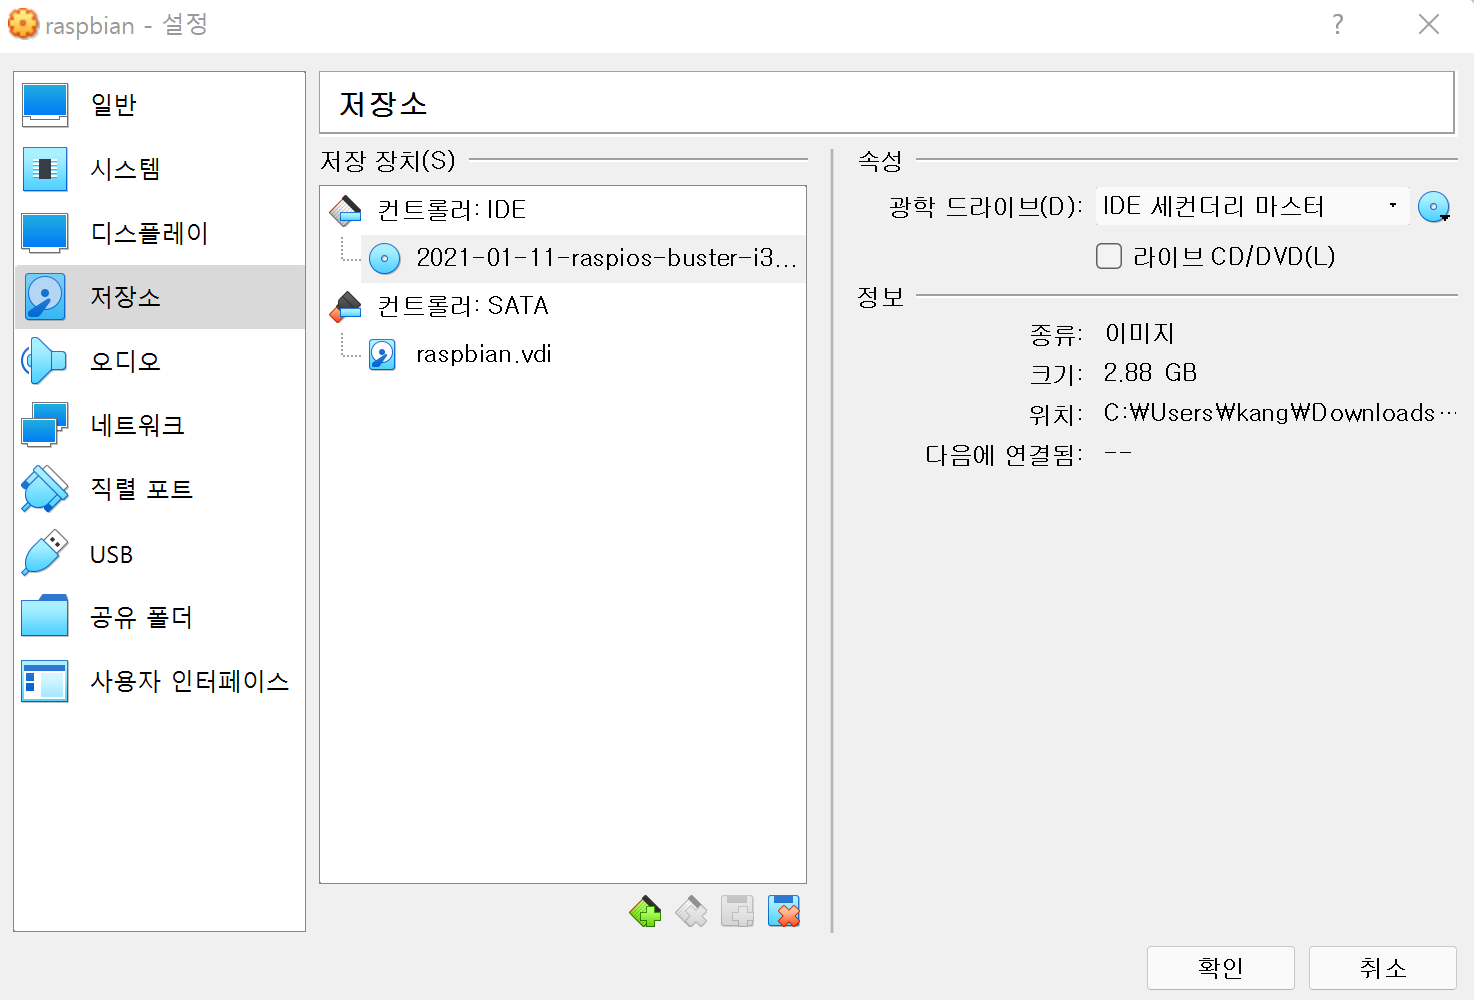 raspbian - 설정
?
일반
시스템
디스플레이
저장소
오디오
네트워크
직렬 포트
USB
공유 폴더
사용자 인터페이스
저장소
저장 장치(S)
컨트롤러: IDE
2021-01-11-raspios-buster-i3...
컨트롤러: SATA
raspbian.vdi
속성
광학 드라이브(D): IDE 세컨더리 마스터
라이브 CD/DVD(L)
정보
종류: 이미지
크기: 2.88 GB
위치: C:₩Users₩kang₩Downloads…
다음에 연결됨: --
확인
취소